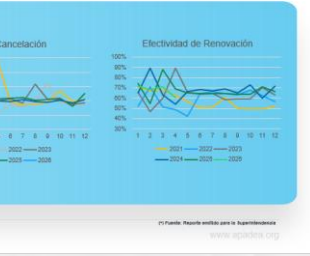 Cancelación
6 7 8 9 10 11 12
2022 2023
2025 2026
Efectividad de Renovación
100%
90%
80%
70%
60%
50%
40%
30%
1 2 3 4 5 6 7 8 9 10 11 12
2021 2022 2023
2024 2025 2026
(*) Fuente: Reporte emitido para la Superintendencia
www.apadea.org